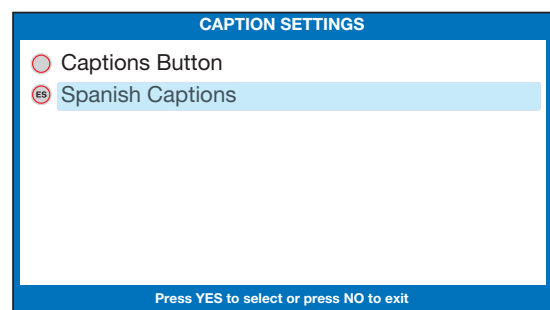 CAPTION SETTINGS
Captions Button
ES Spanish Captions
Press YES to select or press NO to exit